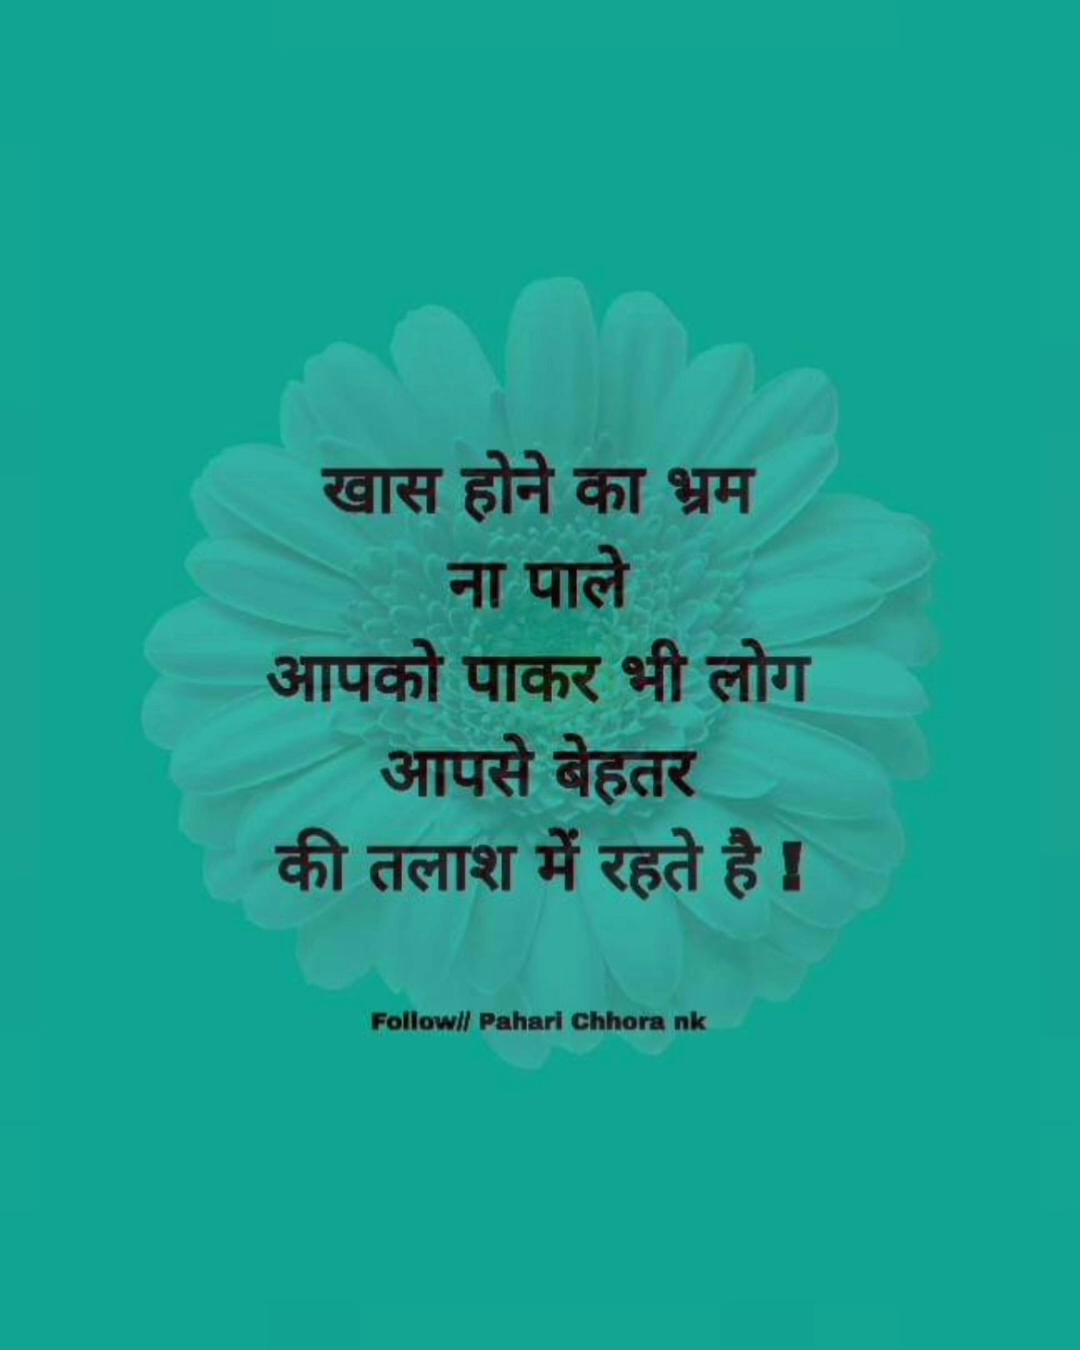 खास होने का भ्रम
ना पाले
आपको पाकर भी लोग
आपसे बेहतर
की तलाश में रहते है !
Follow// Pahari Chhora nk